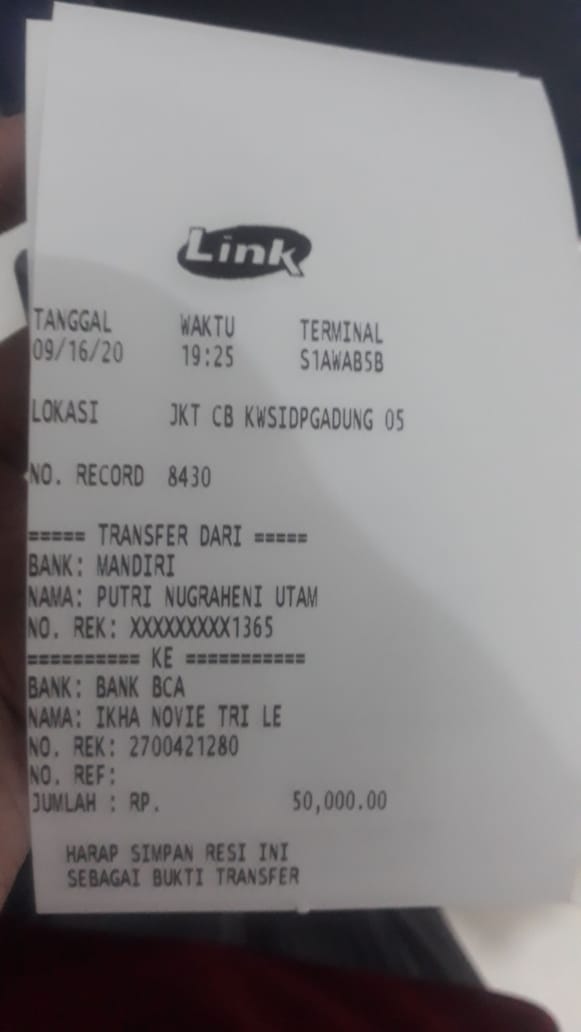 Link
TANGGAL WAKTU TERMINAL
09/16/20 19:25 S1AWAB5B
LOKASI JKT CB KWSIDPGADUNG 05
NO. RECORD 8430
===== TRANSFER DARI =====
BANK: MANDIRI
NAMA: PUTRI NUGRAHENI UTAM
NO. REK: XXXXXXXXX1365
========== KE ===========
BANK: BANK BCA
NAMA: IKHA NOVIE TRI LE
NO. REK: 2700421280
NO. REF:
JUMLAH : RP. 50,000.00
HARAP SIMPAN RESI INI
SEBAGAI BUKTI TRANSFER